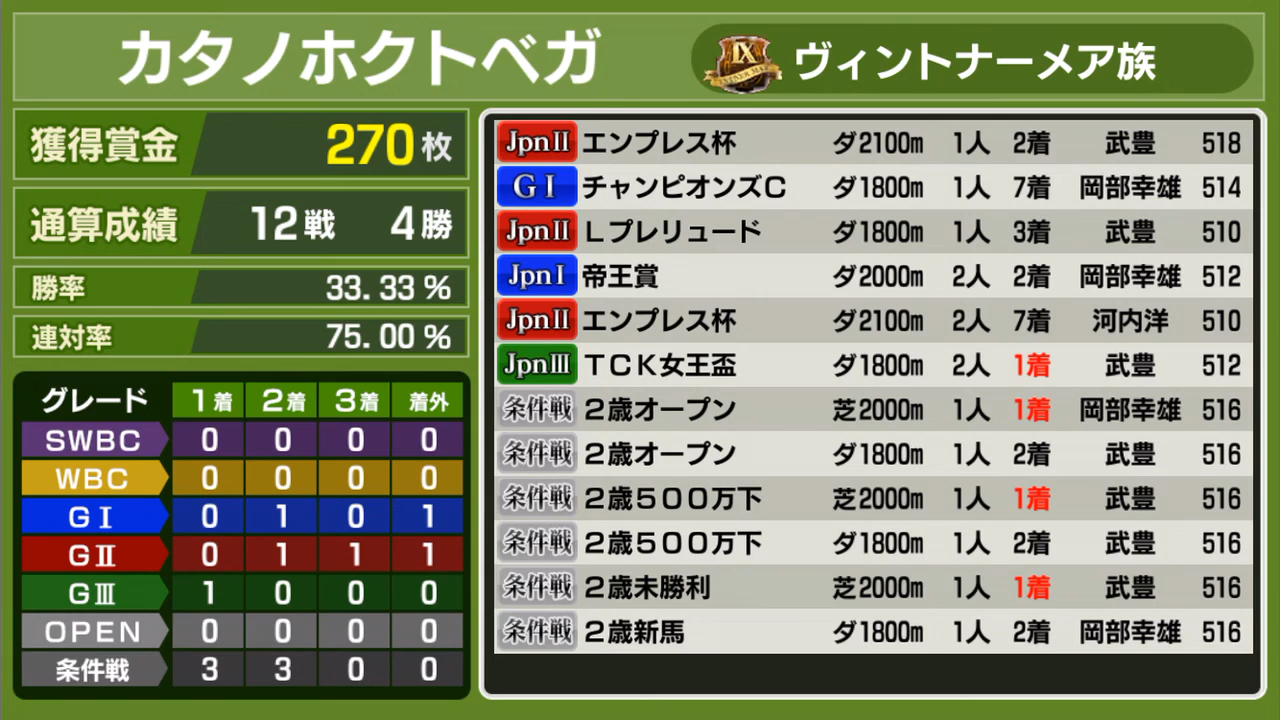 カタノホクトベガ
IX
ヴィントナーメア族
獲得賞金 270枚
通算成績 12戦 4勝
勝率 33.33%
連対率 75.00%
グレード 1着 2着 3着 着外
SWBC 0 0 0 0
WBC 0 0 0 0
GⅠ 0 1 0 1
GⅡ 0 1 1 1
GⅢ 1 0 0 0
OPEN 0 0 0 0
条件戦 3 3 0 0
JpnⅡ エンプレス杯 ダ2100m 1人 2着 武豊 518
GⅠ チャンピオンズC ダ1800m 1人 7着 岡部幸雄 514
JpnⅡ Lプレリュード ダ1800m 1人 3着 武豊 510
JpnⅠ 帝王賞 ダ2000m 2人 2着 岡部幸雄 512
JpnⅡ エンプレス杯 ダ2100m 2人 7着 河内洋 510
JpnⅢ TCK女王盃 ダ1800m 2人 1着 武豊 512
条件戦 2歳オープン 芝2000m 1人 1着 岡部幸雄 516
条件戦 2歳オープン ダ1800m 1人 2着 武豊 516
条件戦 2歳500万下 芝2000m 1人 1着 武豊 516
条件戦 2歳500万下 ダ1800m 1人 2着 武豊 516
条件戦 2歳未勝利 芝2000m 1人 1着 武豊 516
条件戦 2歳新馬 ダ1800m 1人 2着 岡部幸雄 516